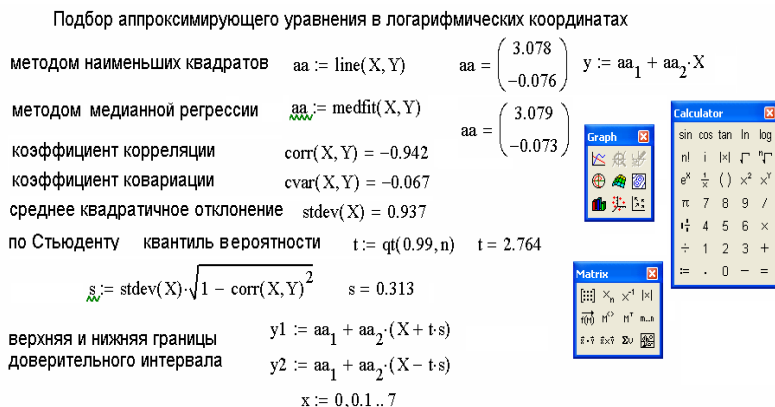 Подбор аппроксимирующего уравнения в логарифмических координатах
методом наименьших квадратов aa := line(X,Y) aa = (3.078 −0.076) y := aa₁ + aa₂·X
методом медианной регрессии aa := medfit(X,Y) aa = (3.079 −0.073)
коэффициент корреляции corr(X,Y) = −0.942
коэффициент ковариации cvar(X,Y) = −0.067
среднее квадратичное отклонение stdev(X) = 0.937
по Стьюденту квантиль вероятности t := qt(0.99,n) t = 2.764
s := stdev(X)·√(1 − corr(X,Y)²) s = 0.313
верхняя и нижняя границы
доверительного интервала
y1 := aa₁ + aa₂·(X + t·s)
y2 := aa₁ + aa₂·(X − t·s)
x := 0,0.1 .. 7
Graph
Calculator
sin cos tan ln log
n! i |x| √ ⁿ√
eˣ 1/x ( ) x² xʸ
π 7 8 9 /
4 5 6 ×
÷ 1 2 3 +
:= . 0 − =
Matrix
xₙ x⁻¹ |x|
f(M) M<> Mᵀ m..n
Συ